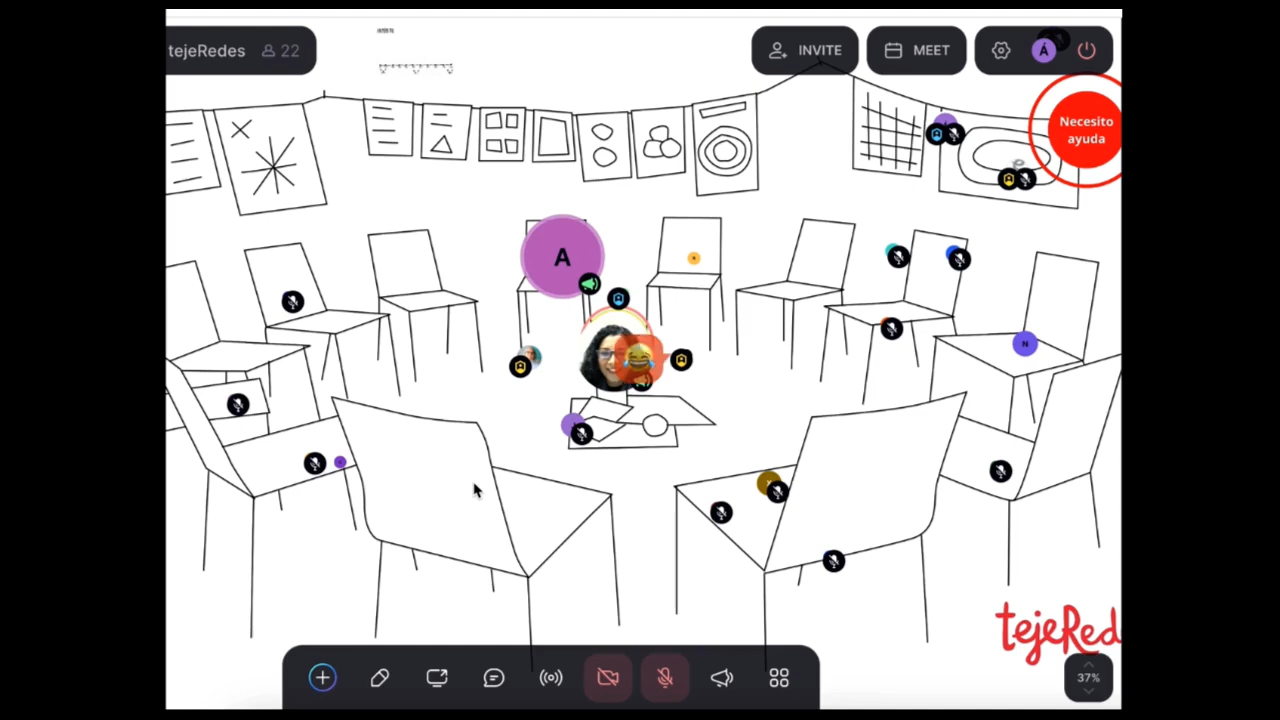 tejeRedes 22
INVITE
MEET
Á
Necesito
ayuda
A
N
tejeRed
37%